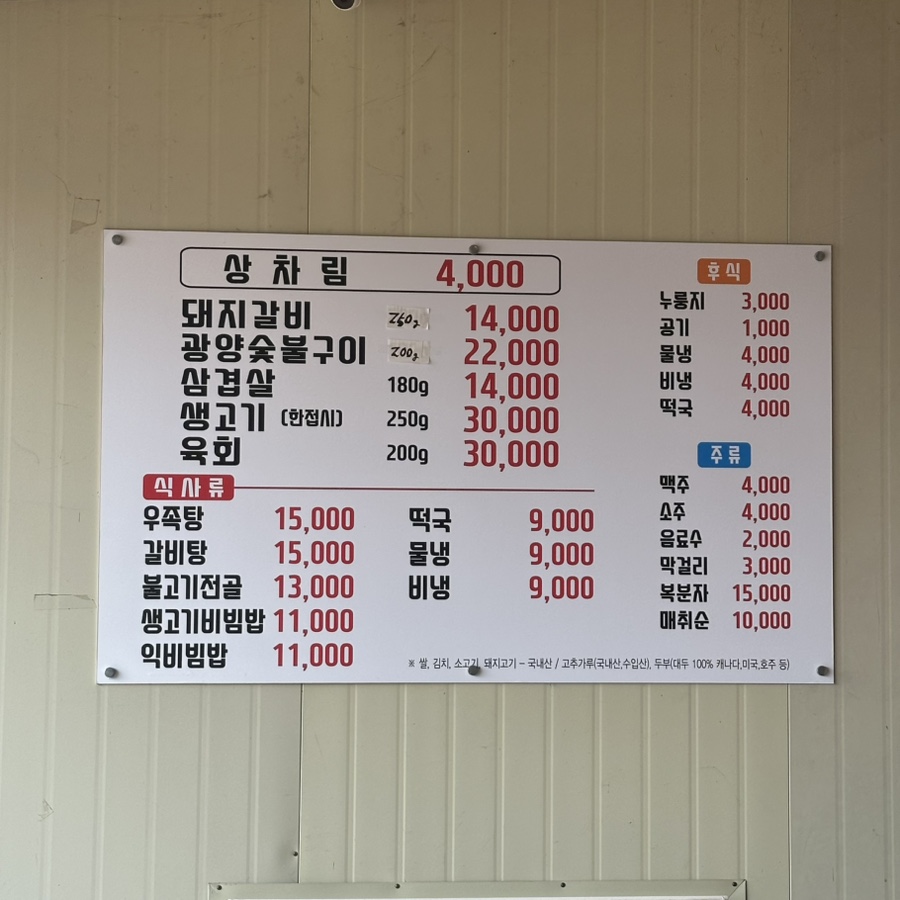 상차림 4,000
돼지갈비 250g 14,000
광양숯불구이 200g 22,000
삼겹살 180g 14,000
생고기 (한접시) 250g 30,000
육회 200g 30,000
식사류
우족탕 15,000
갈비탕 15,000
불고기전골 13,000
생고기비빔밥 11,000
익비빔밥 11,000
떡국 9,000
물냉 9,000
비냉 9,000
후식
누룽지 3,000
공기 1,000
물냉 4,000
비냉 4,000
떡국 4,000
주류
맥주 4,000
소주 4,000
음료수 2,000
막걸리 3,000
복분자 15,000
매취순 10,000
※ 쌀, 김치, 소고기, 돼지고기 – 국내산 / 고추가루(국내산,수입산), 두부(대두 100% 캐나다,미국,호주 등)